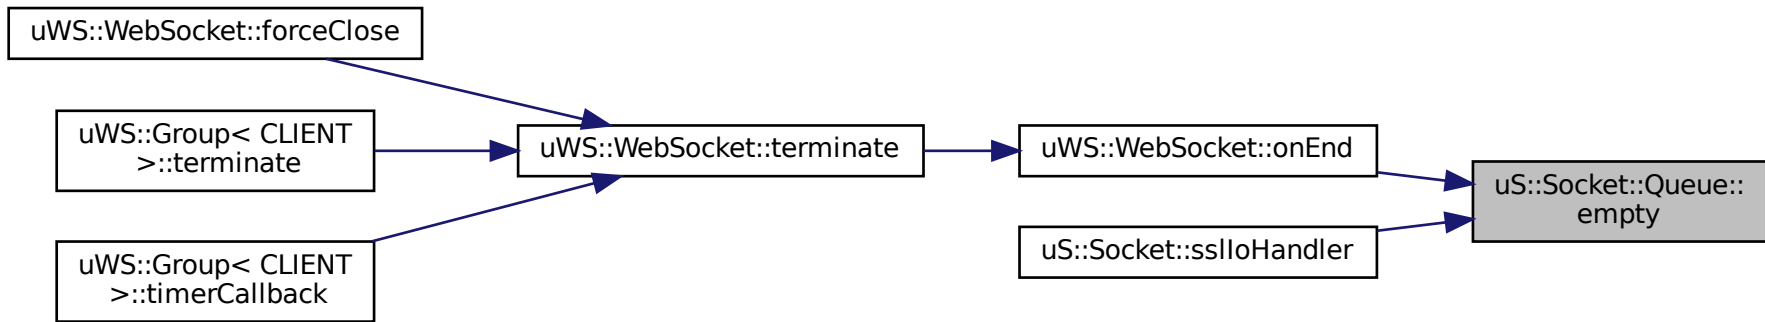 uWS::WebSocket::forceClose
uWS::Group< CLIENT
>::terminate
uWS::Group< CLIENT
>::timerCallback
uWS::WebSocket::terminate
uWS::WebSocket::onEnd
uS::Socket::sslIoHandler
uS::Socket::Queue::
empty